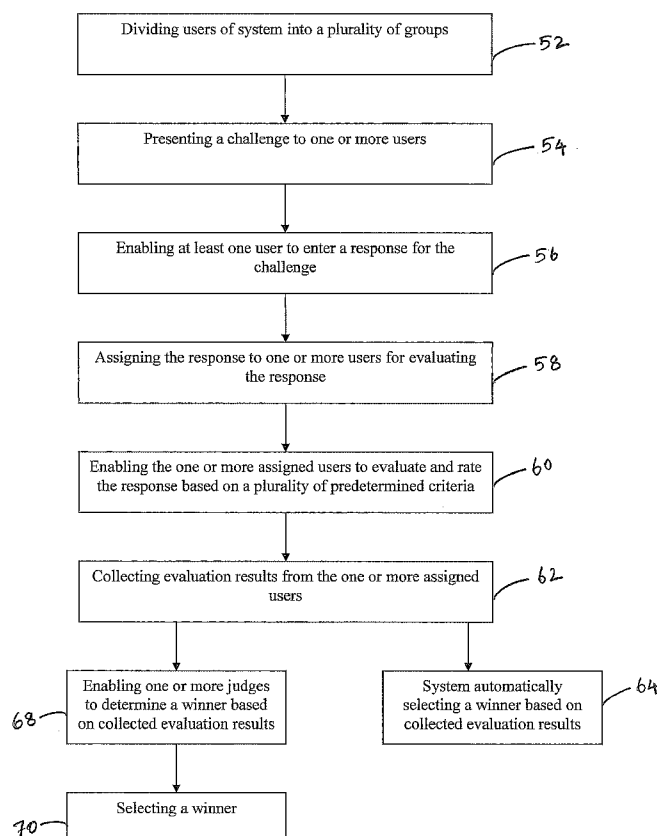 Dividing users of system into a plurality of groups
52
Presenting a challenge to one or more users
54
Enabling at least one user to enter a response for the
challenge
56
Assigning the response to one or more users for evaluating
the response
58
Enabling the one or more assigned users to evaluate and rate
the response based on a plurality of predetermined criteria
60
Collecting evaluation results from the one or more assigned
users
62
Enabling one or more judges
to determine a winner based
on collected evaluation results
68
System automatically
selecting a winner based on
collected evaluation results
64
Selecting a winner
70